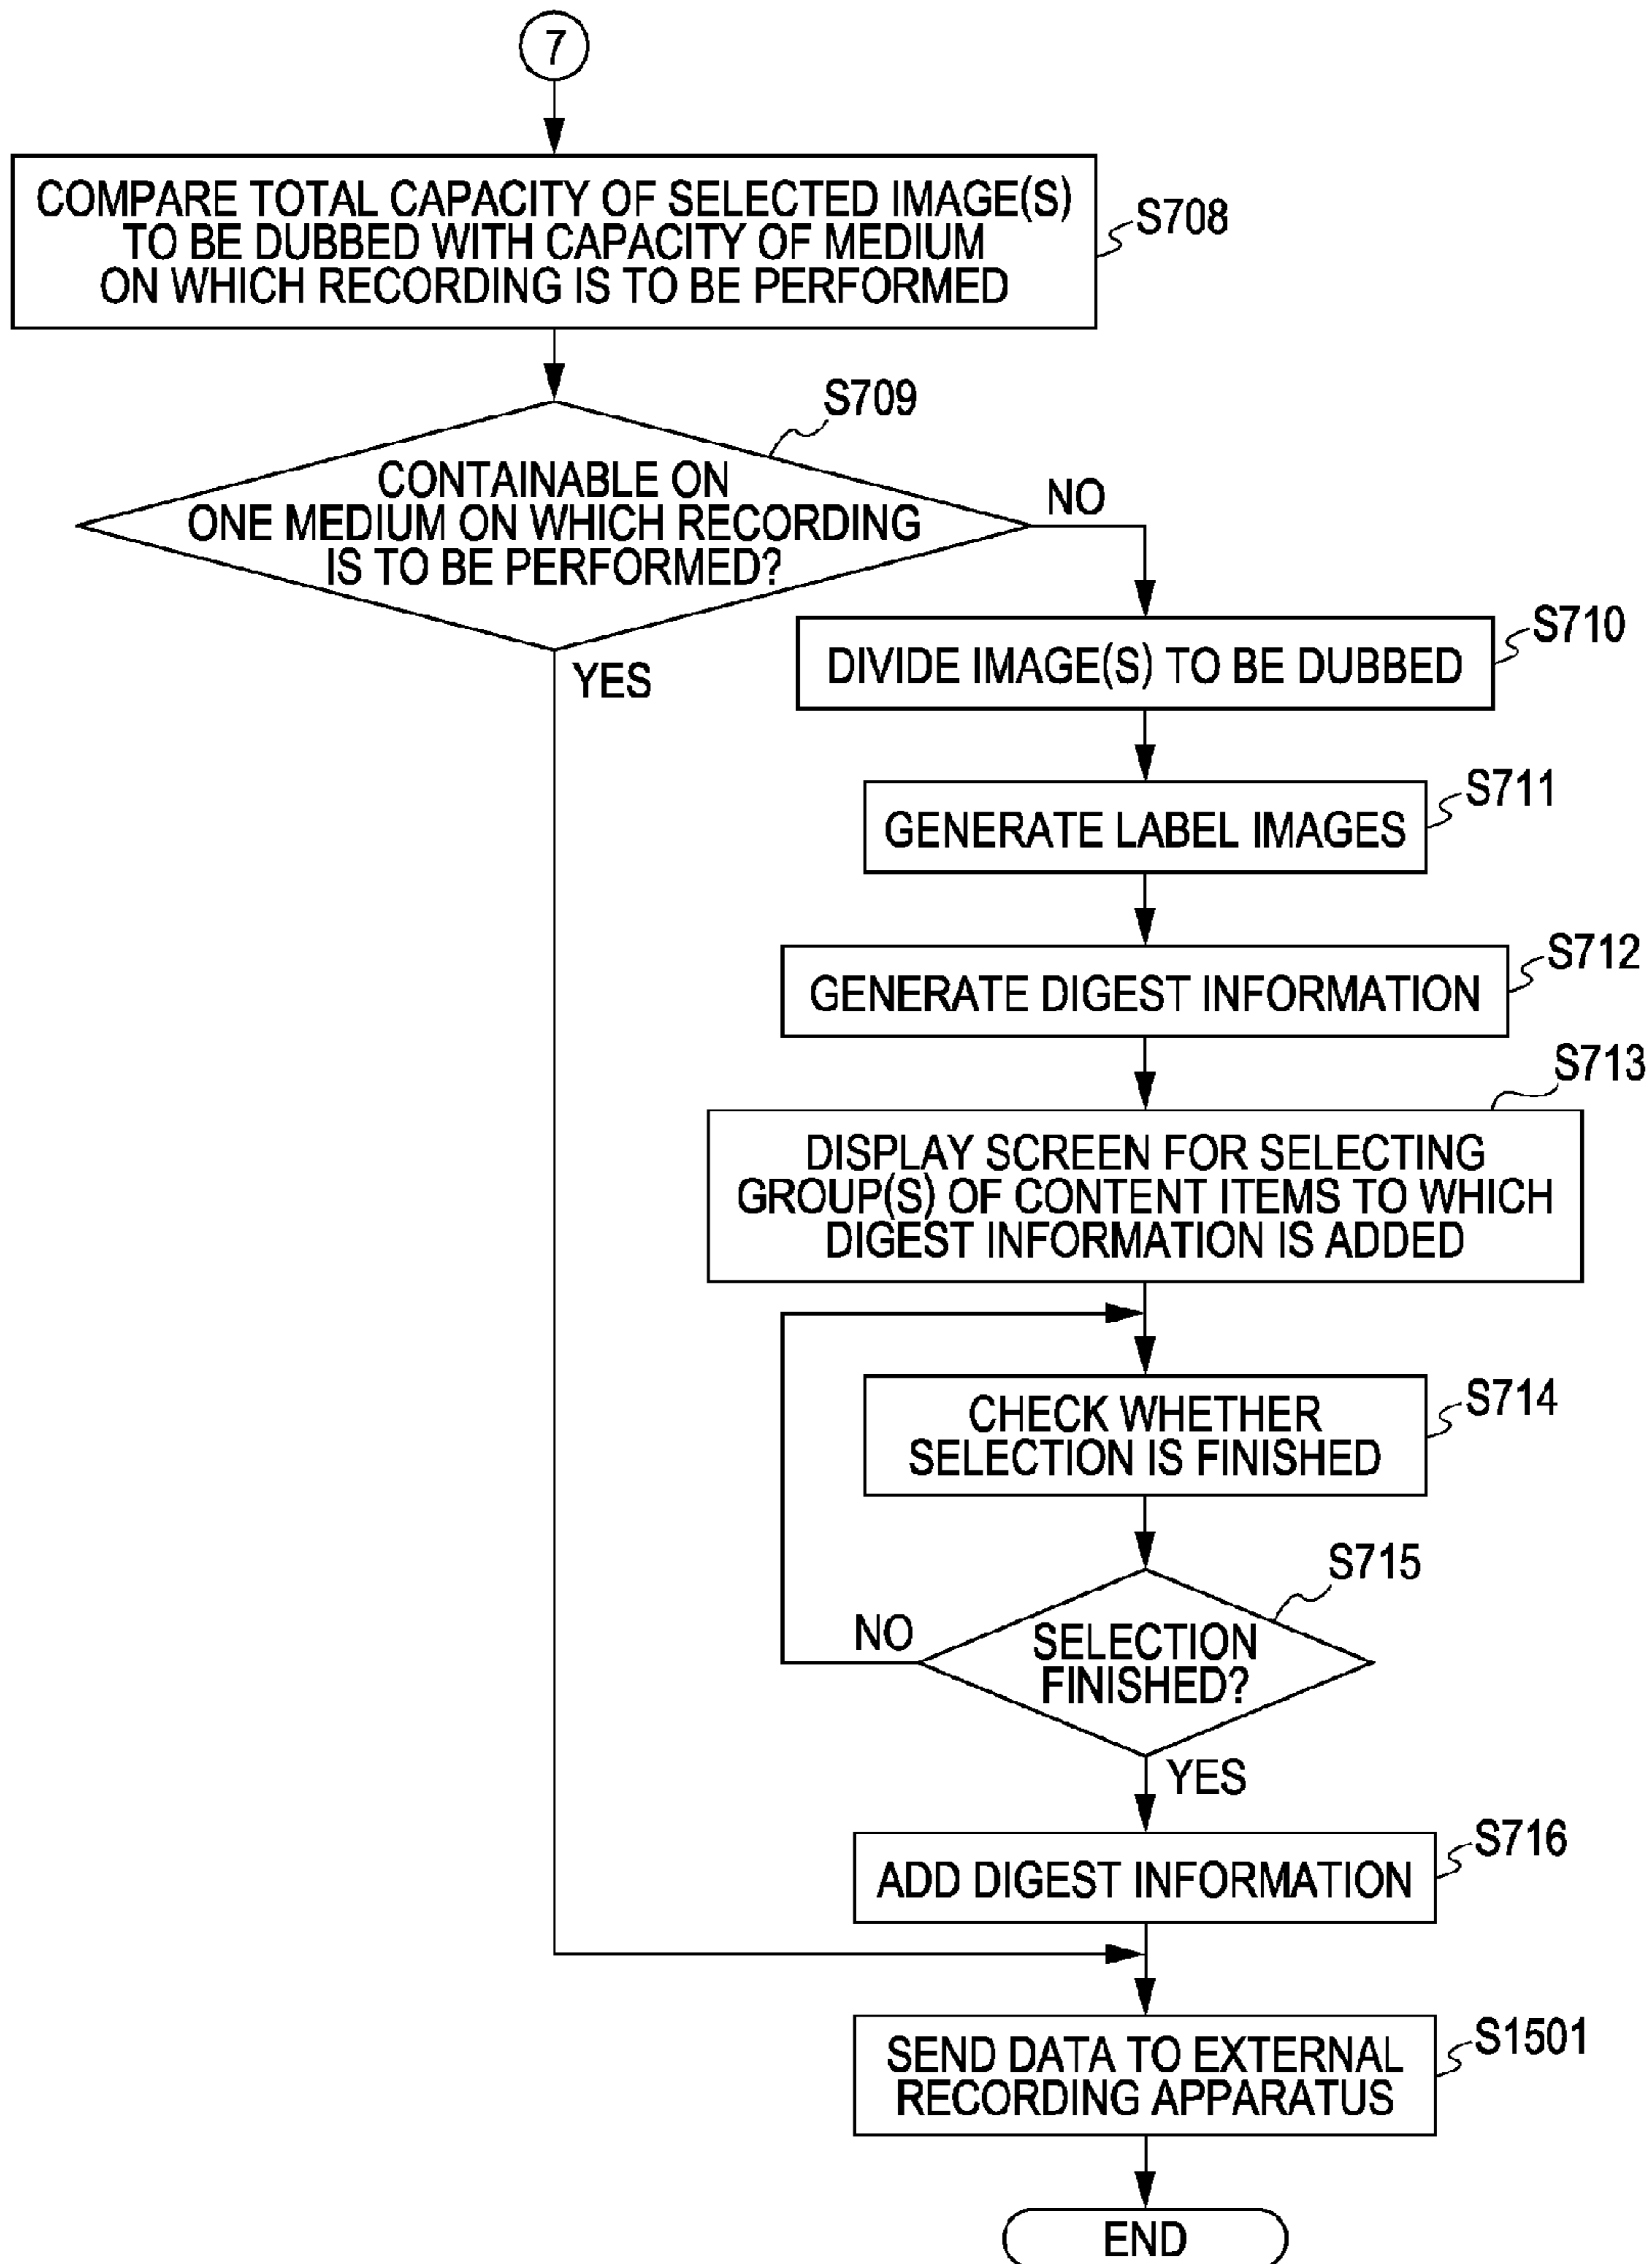 7
COMPARE TOTAL CAPACITY OF SELECTED IMAGE(S)
TO BE DUBBED WITH CAPACITY OF MEDIUM
ON WHICH RECORDING IS TO BE PERFORMED
S708
S709
CONTAINABLE ON
ONE MEDIUM ON WHICH RECORDING
IS TO BE PERFORMED?
NO
YES
S710
DIVIDE IMAGE(S) TO BE DUBBED
S711
GENERATE LABEL IMAGES
S712
GENERATE DIGEST INFORMATION
S713
DISPLAY SCREEN FOR SELECTING
GROUP(S) OF CONTENT ITEMS TO WHICH
DIGEST INFORMATION IS ADDED
S714
CHECK WHETHER
SELECTION IS FINISHED
S715
NO
SELECTION
FINISHED?
YES
S716
ADD DIGEST INFORMATION
S1501
SEND DATA TO EXTERNAL
RECORDING APPARATUS
END